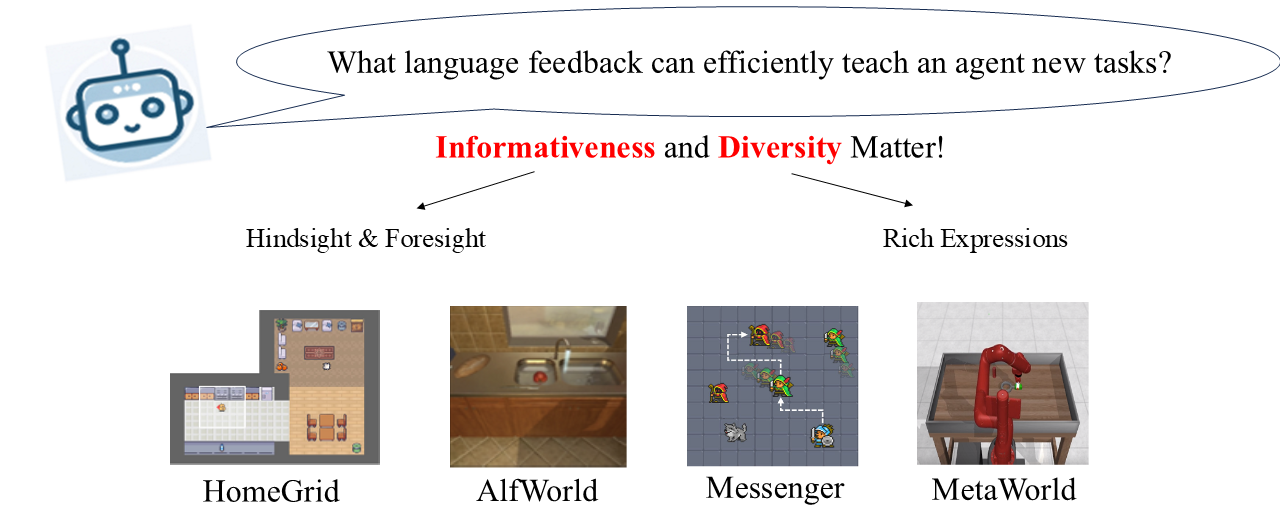 What language feedback can efficiently teach an agent new tasks?
Informativeness and Diversity Matter!
Hindsight & Foresight
Rich Expressions
HomeGrid
AlfWorld
Messenger
MetaWorld